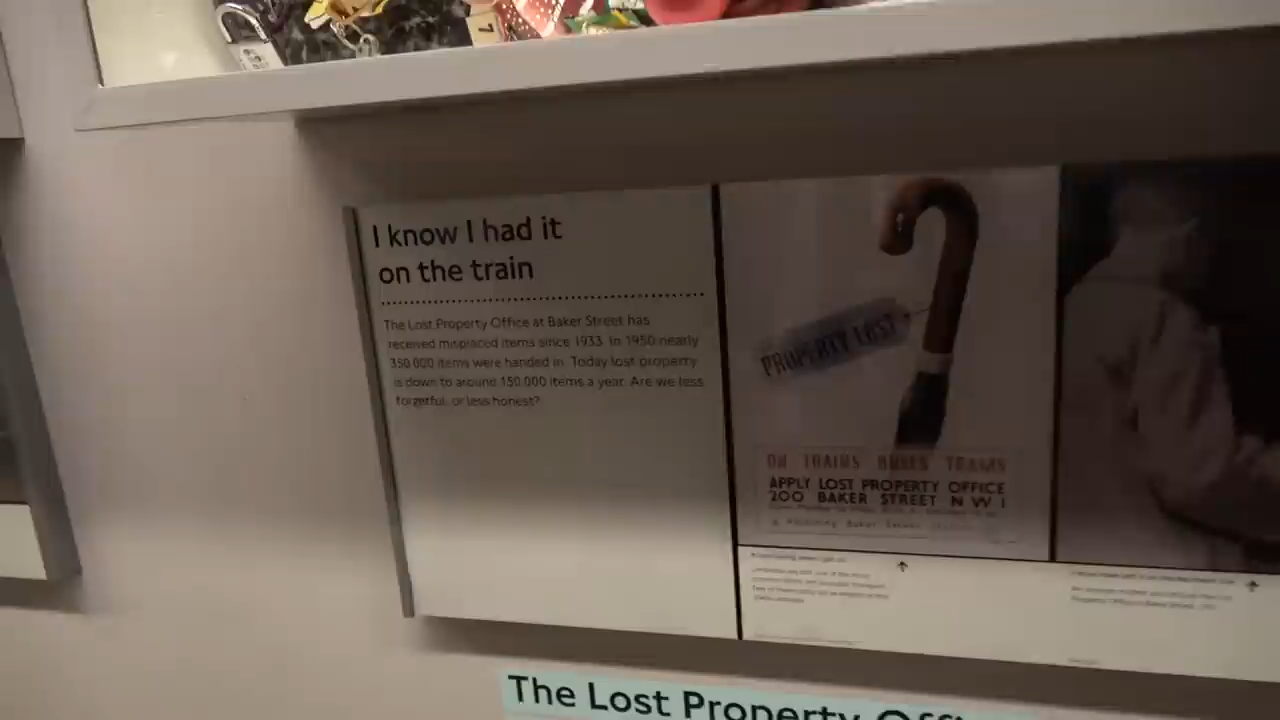 7
I know I had it
on the train
The Lost Property Office at Baker Street has
received misplaced items since 1933. In 1950 nearly
350 000 items were handed in. Today lost property
is down to around 150 000 items a year. Are we less
forgetful, or less honest?
PROPERTY LOST
ON TRAINS BUSES TRAMS
APPLY LOST PROPERTY OFFICE
200 BAKER STREET N W 1
The Lost Property